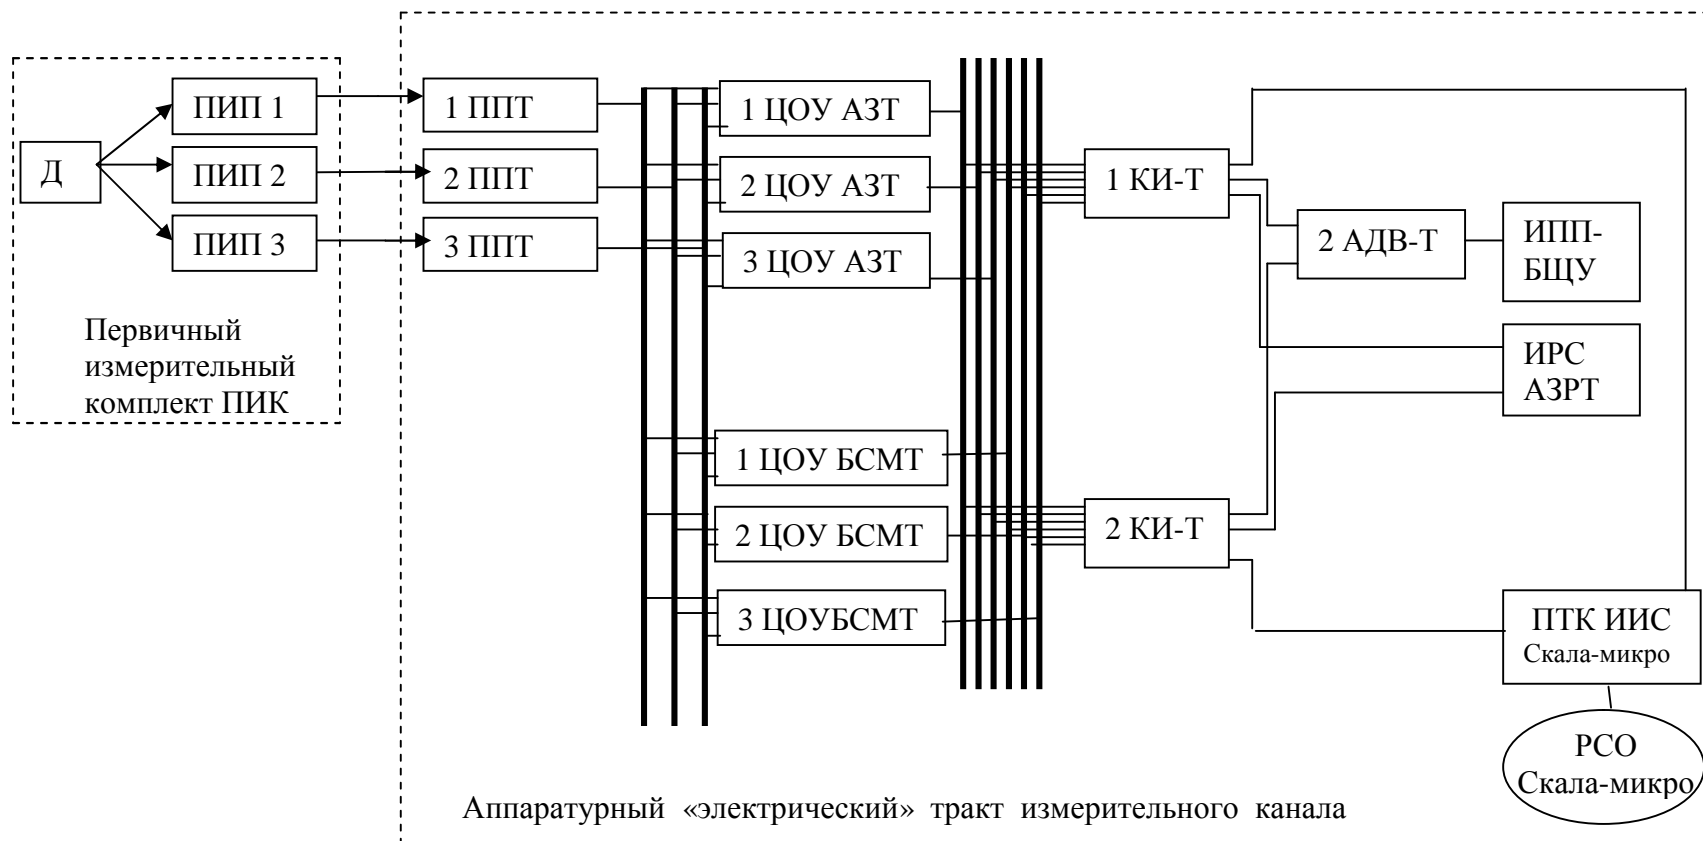 Д
ПИП 1
ПИП 2
ПИП 3
Первичный
измерительный
комплект ПИК
1 ППТ
2 ППТ
3 ППТ
1 ЦОУ АЗТ
2 ЦОУ АЗТ
3 ЦОУ АЗТ
1 ЦОУ БСМТ
2 ЦОУ БСМТ
3 ЦОУБСМТ
1 КИ-Т
2 КИ-Т
2 АДВ-Т
ИПП-
БЩУ
ИРС
АЗРТ
ПТК ИИС
Скала-микро
РСО
Скала-микро
Аппаратурный «электрический» тракт измерительного канала